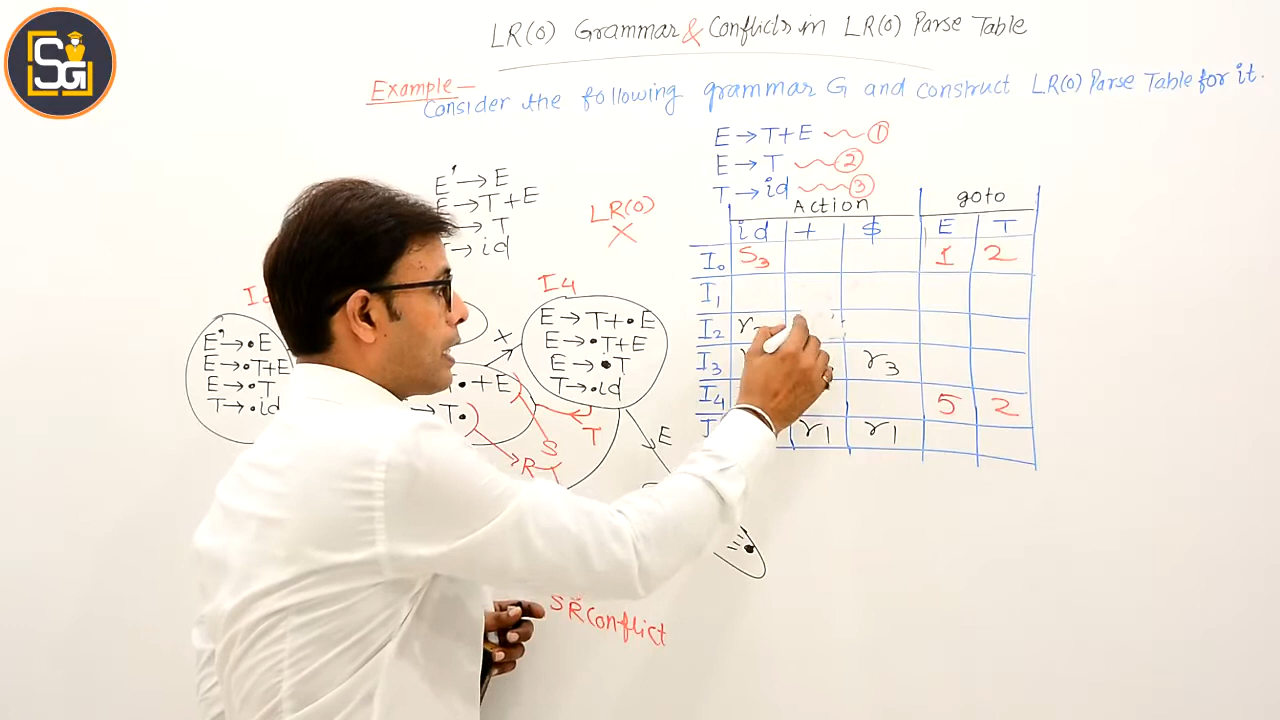 SG
LR(0) Grammar & Conflicts in LR(0) Parse Table
Example –
Consider the following grammar G and construct LR(0) Parse Table for it.
E → T+E ①
E → T ②
T → id ③
E' → E
E → T+E
→ T
→ id
LR(0)
X
Action goto
id + $ E T
I0 S3 1 2
I1
I2
I3 r3
I4 5 2
r1 r1
E' → •E
E → •T+E
E → •T
T → •id
I4
E → T+•E
E → •T+E
E → •T
T → •id
T•+E
→ T•
T
S
R
E
SR Conflict